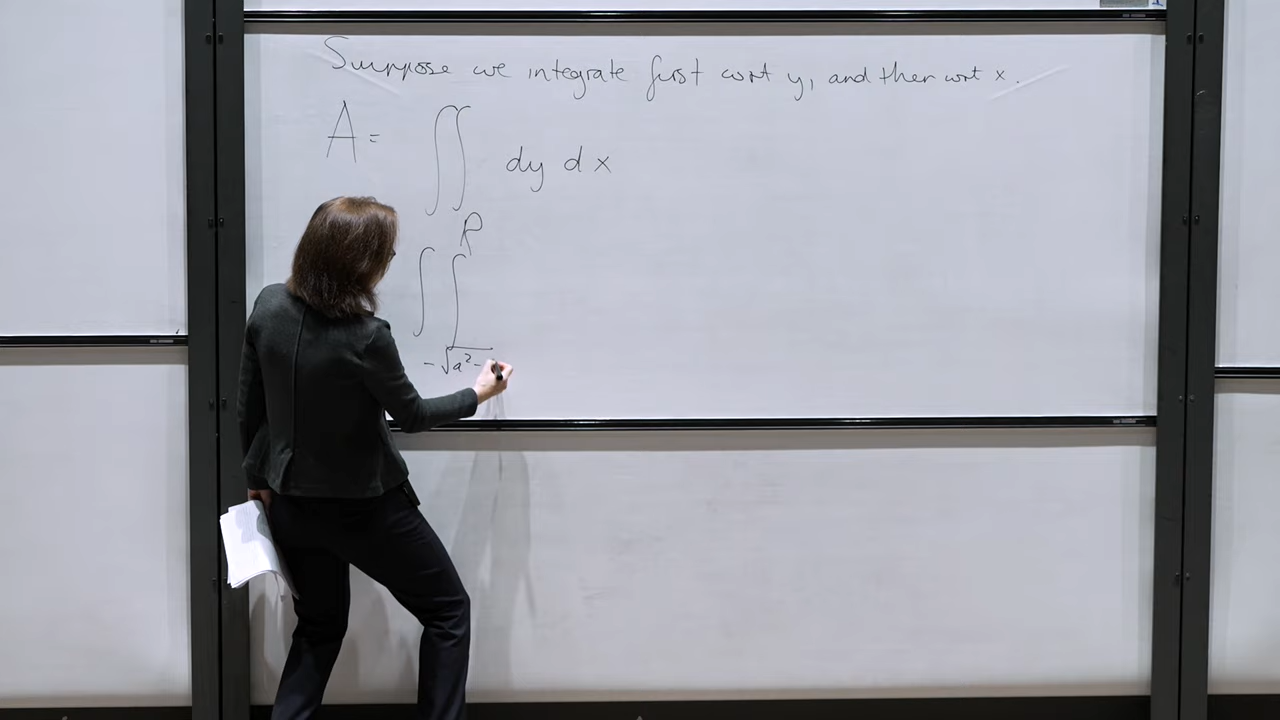 Suppose we integrate first wrt y, and then wrt x.
A = ∫∫ dy dx
R
∫ ∫
-√a² -